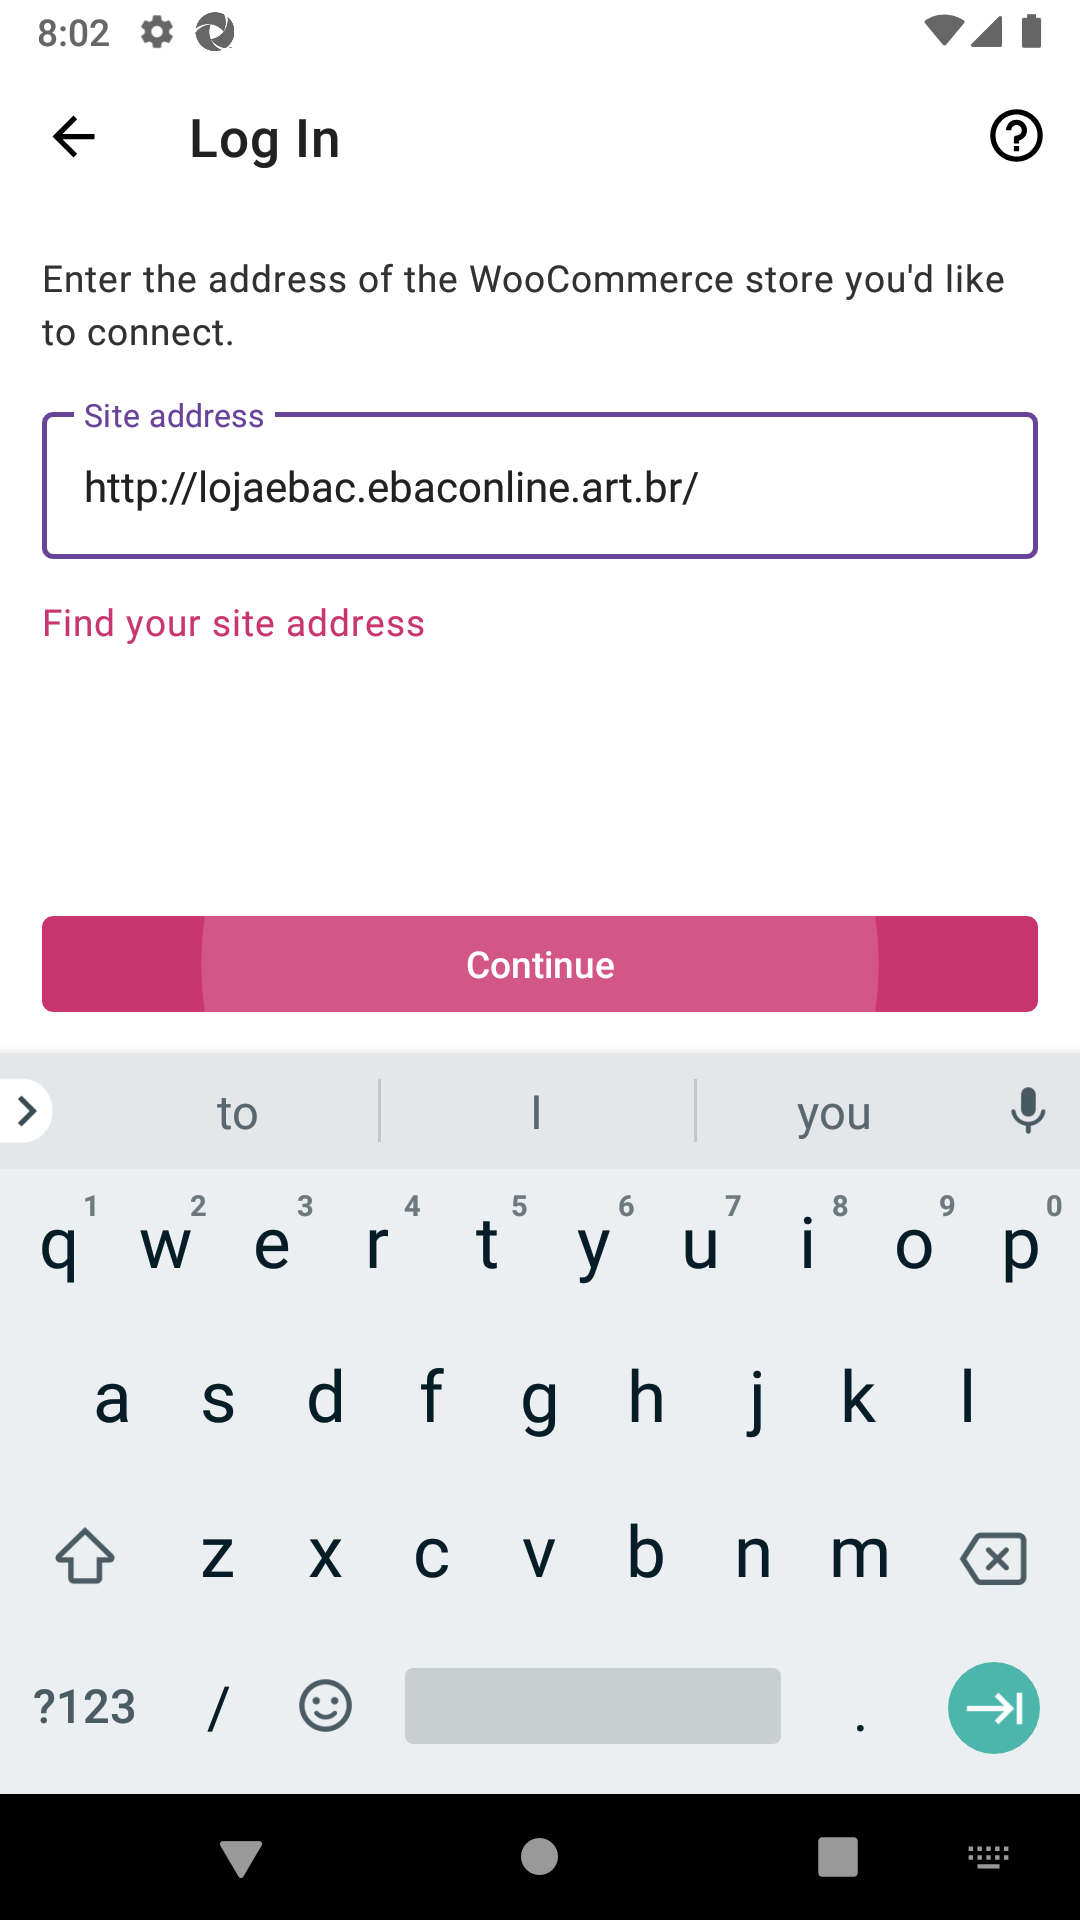 8:02
Log In
Enter the address of the WooCommerce store you'd like
to connect.
Site address
http://lojaebac.ebaconline.art.br/
Find your site address
Continue
to I you
1 2 3 4 5 6 7 8 9 0
q w e r t y u i o p
a s d f g h j k l
z x c v b n m
?123 / .